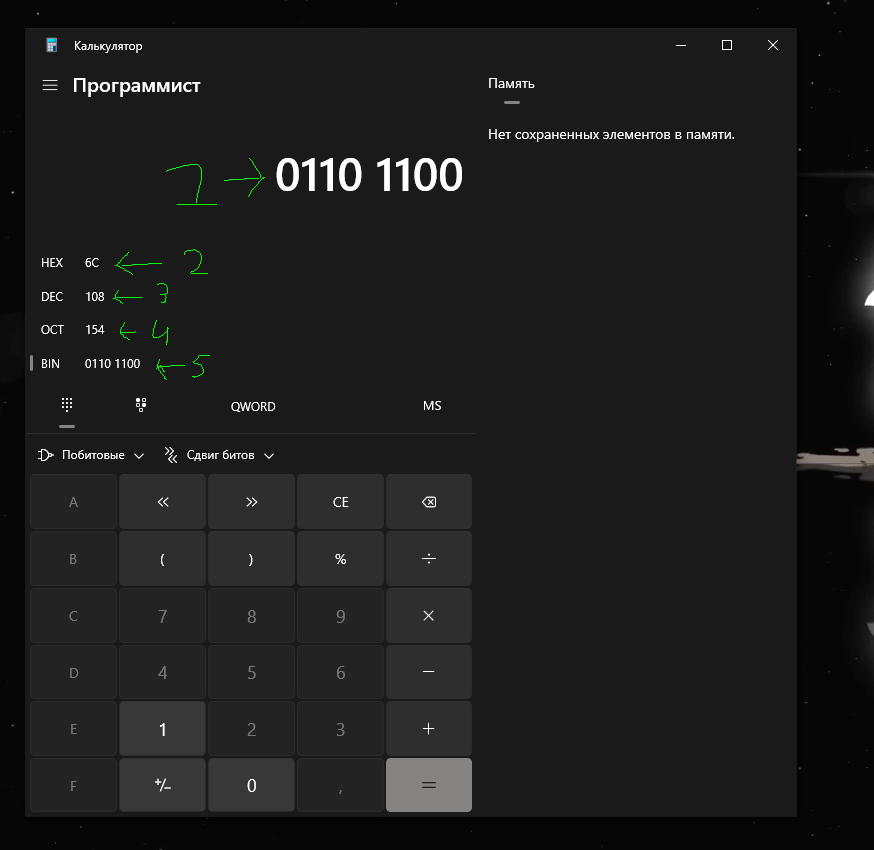 Калькулятор
Программист
Память
Нет сохраненных элементов в памяти.
1 → 0110 1100
HEX 6C ← 2
DEC 108 ← 3
OCT 154 ← 4
BIN 0110 1100 ← 5
QWORD MS
Побитовые Сдвиг битов
A « » CE
B ( ) % ÷
C 7 8 9 ×
D 4 5 6 −
E 1 2 3 +
F +/− 0 , =